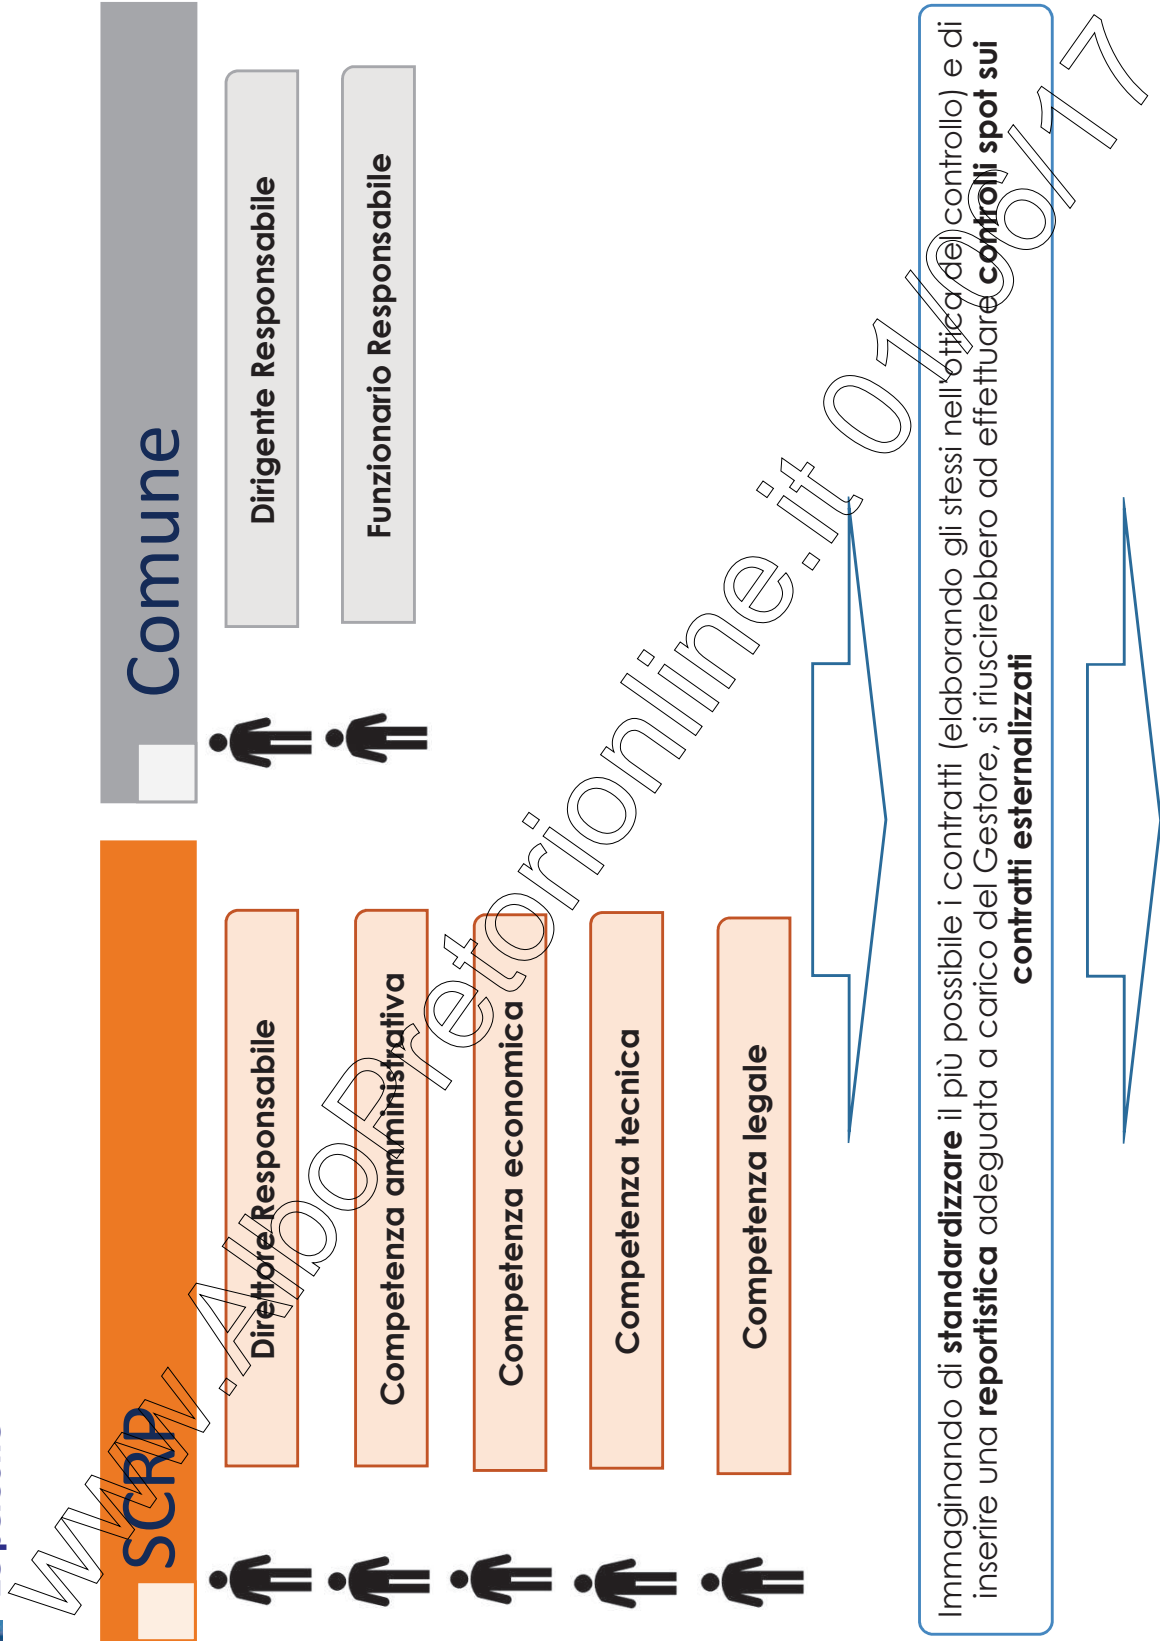 SCRP
Direttore Responsabile
Competenza amministrativa
Competenza economica
Competenza tecnica
Competenza legale
Comune
Dirigente Responsabile
Funzionario Responsabile
Immaginando di standardizzare il più possibile i contratti (elaborando gli stessi nell'ottica del controllo) e di
inserire una reportistica adeguata a carico del Gestore, si riuscirebbero ad effettuare controlli spot sui
contratti esternalizzati
www.AlboPretorionline.it 01/06/17